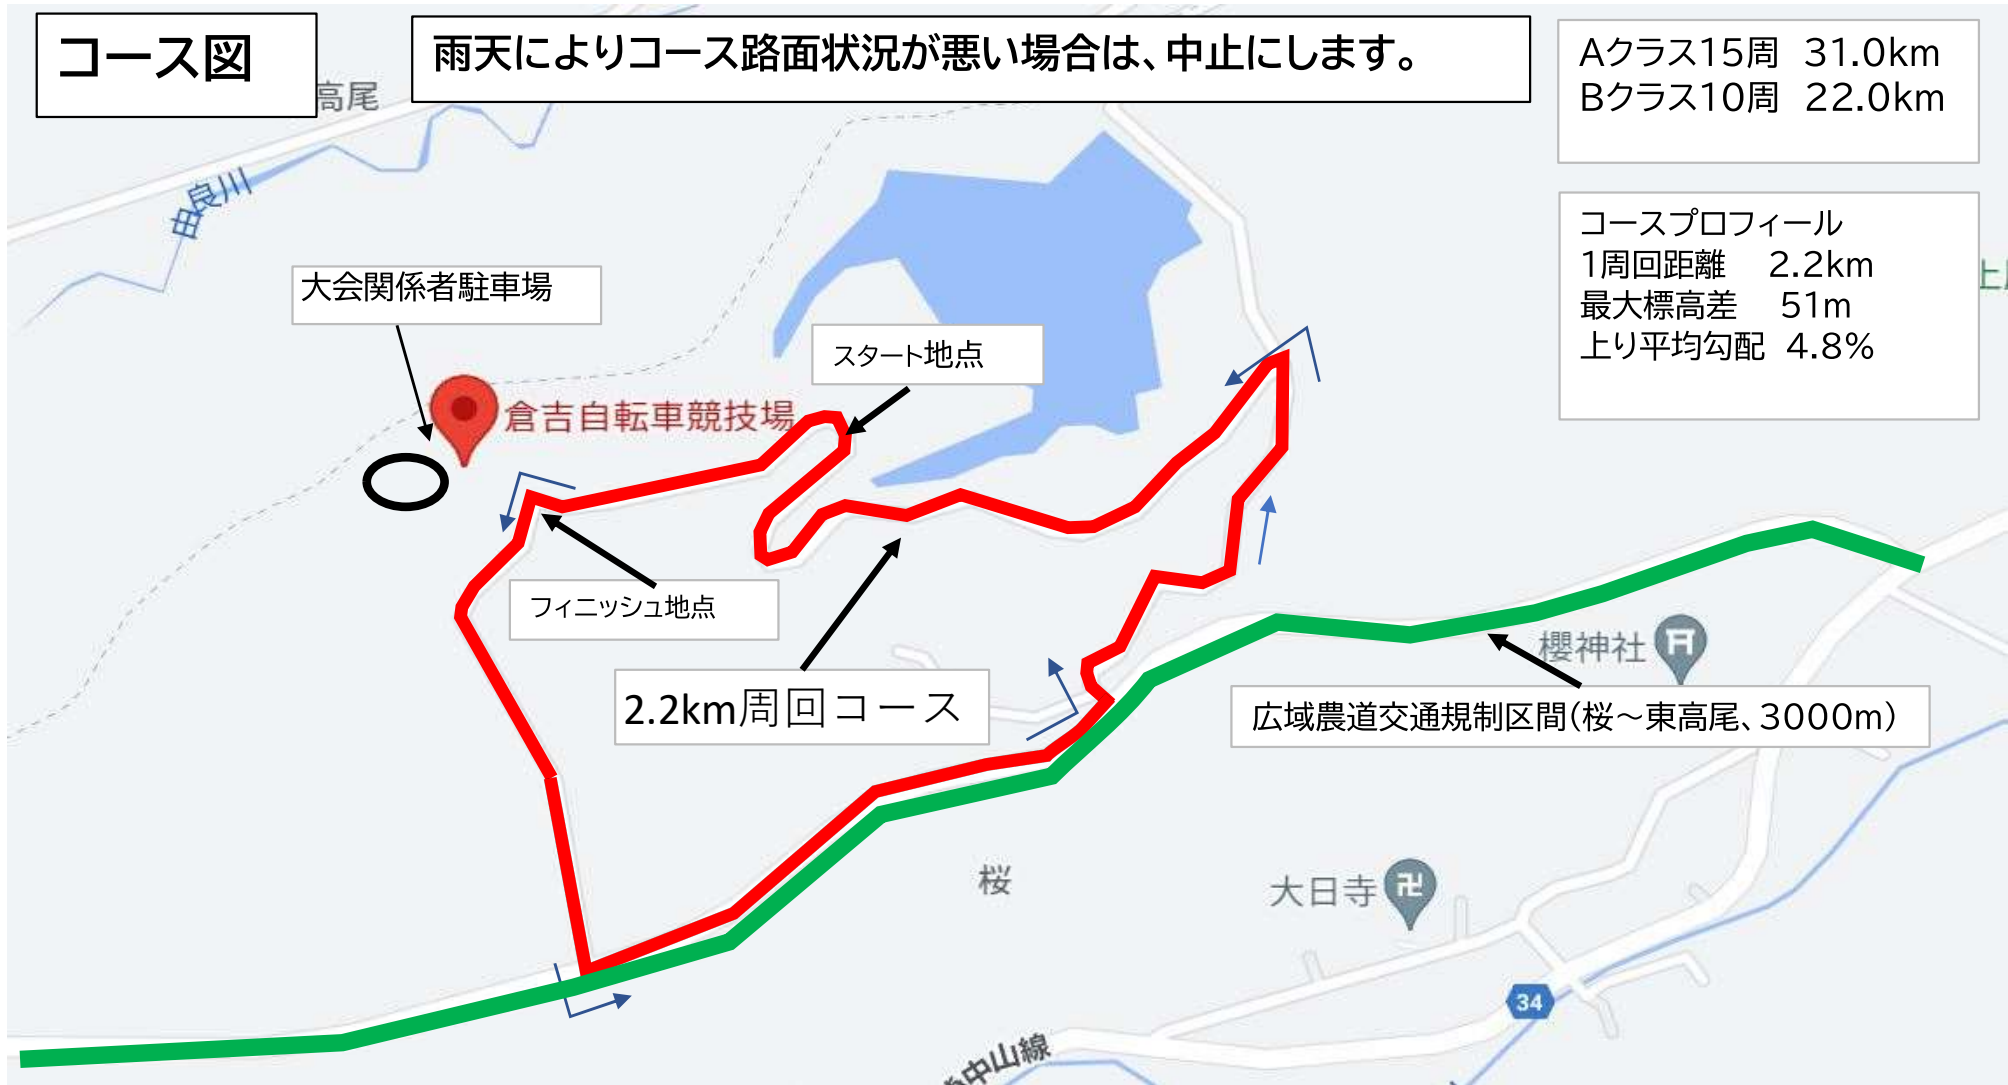 コース図
雨天によりコース路面状況が悪い場合は、中止にします。
Aクラス15周 31.0km
Bクラス10周 22.0km
高尾
由良川
コースプロフィール
1周回距離 2.2km
最大標高差 51m
上り平均勾配 4.8%
上
大会関係者駐車場
スタート地点
倉吉自転車競技場
フィニッシュ地点
櫻神社
2.2km周回コース
広域農道交通規制区間(桜～東高尾、3000m)
桜
大日寺
34
中山線